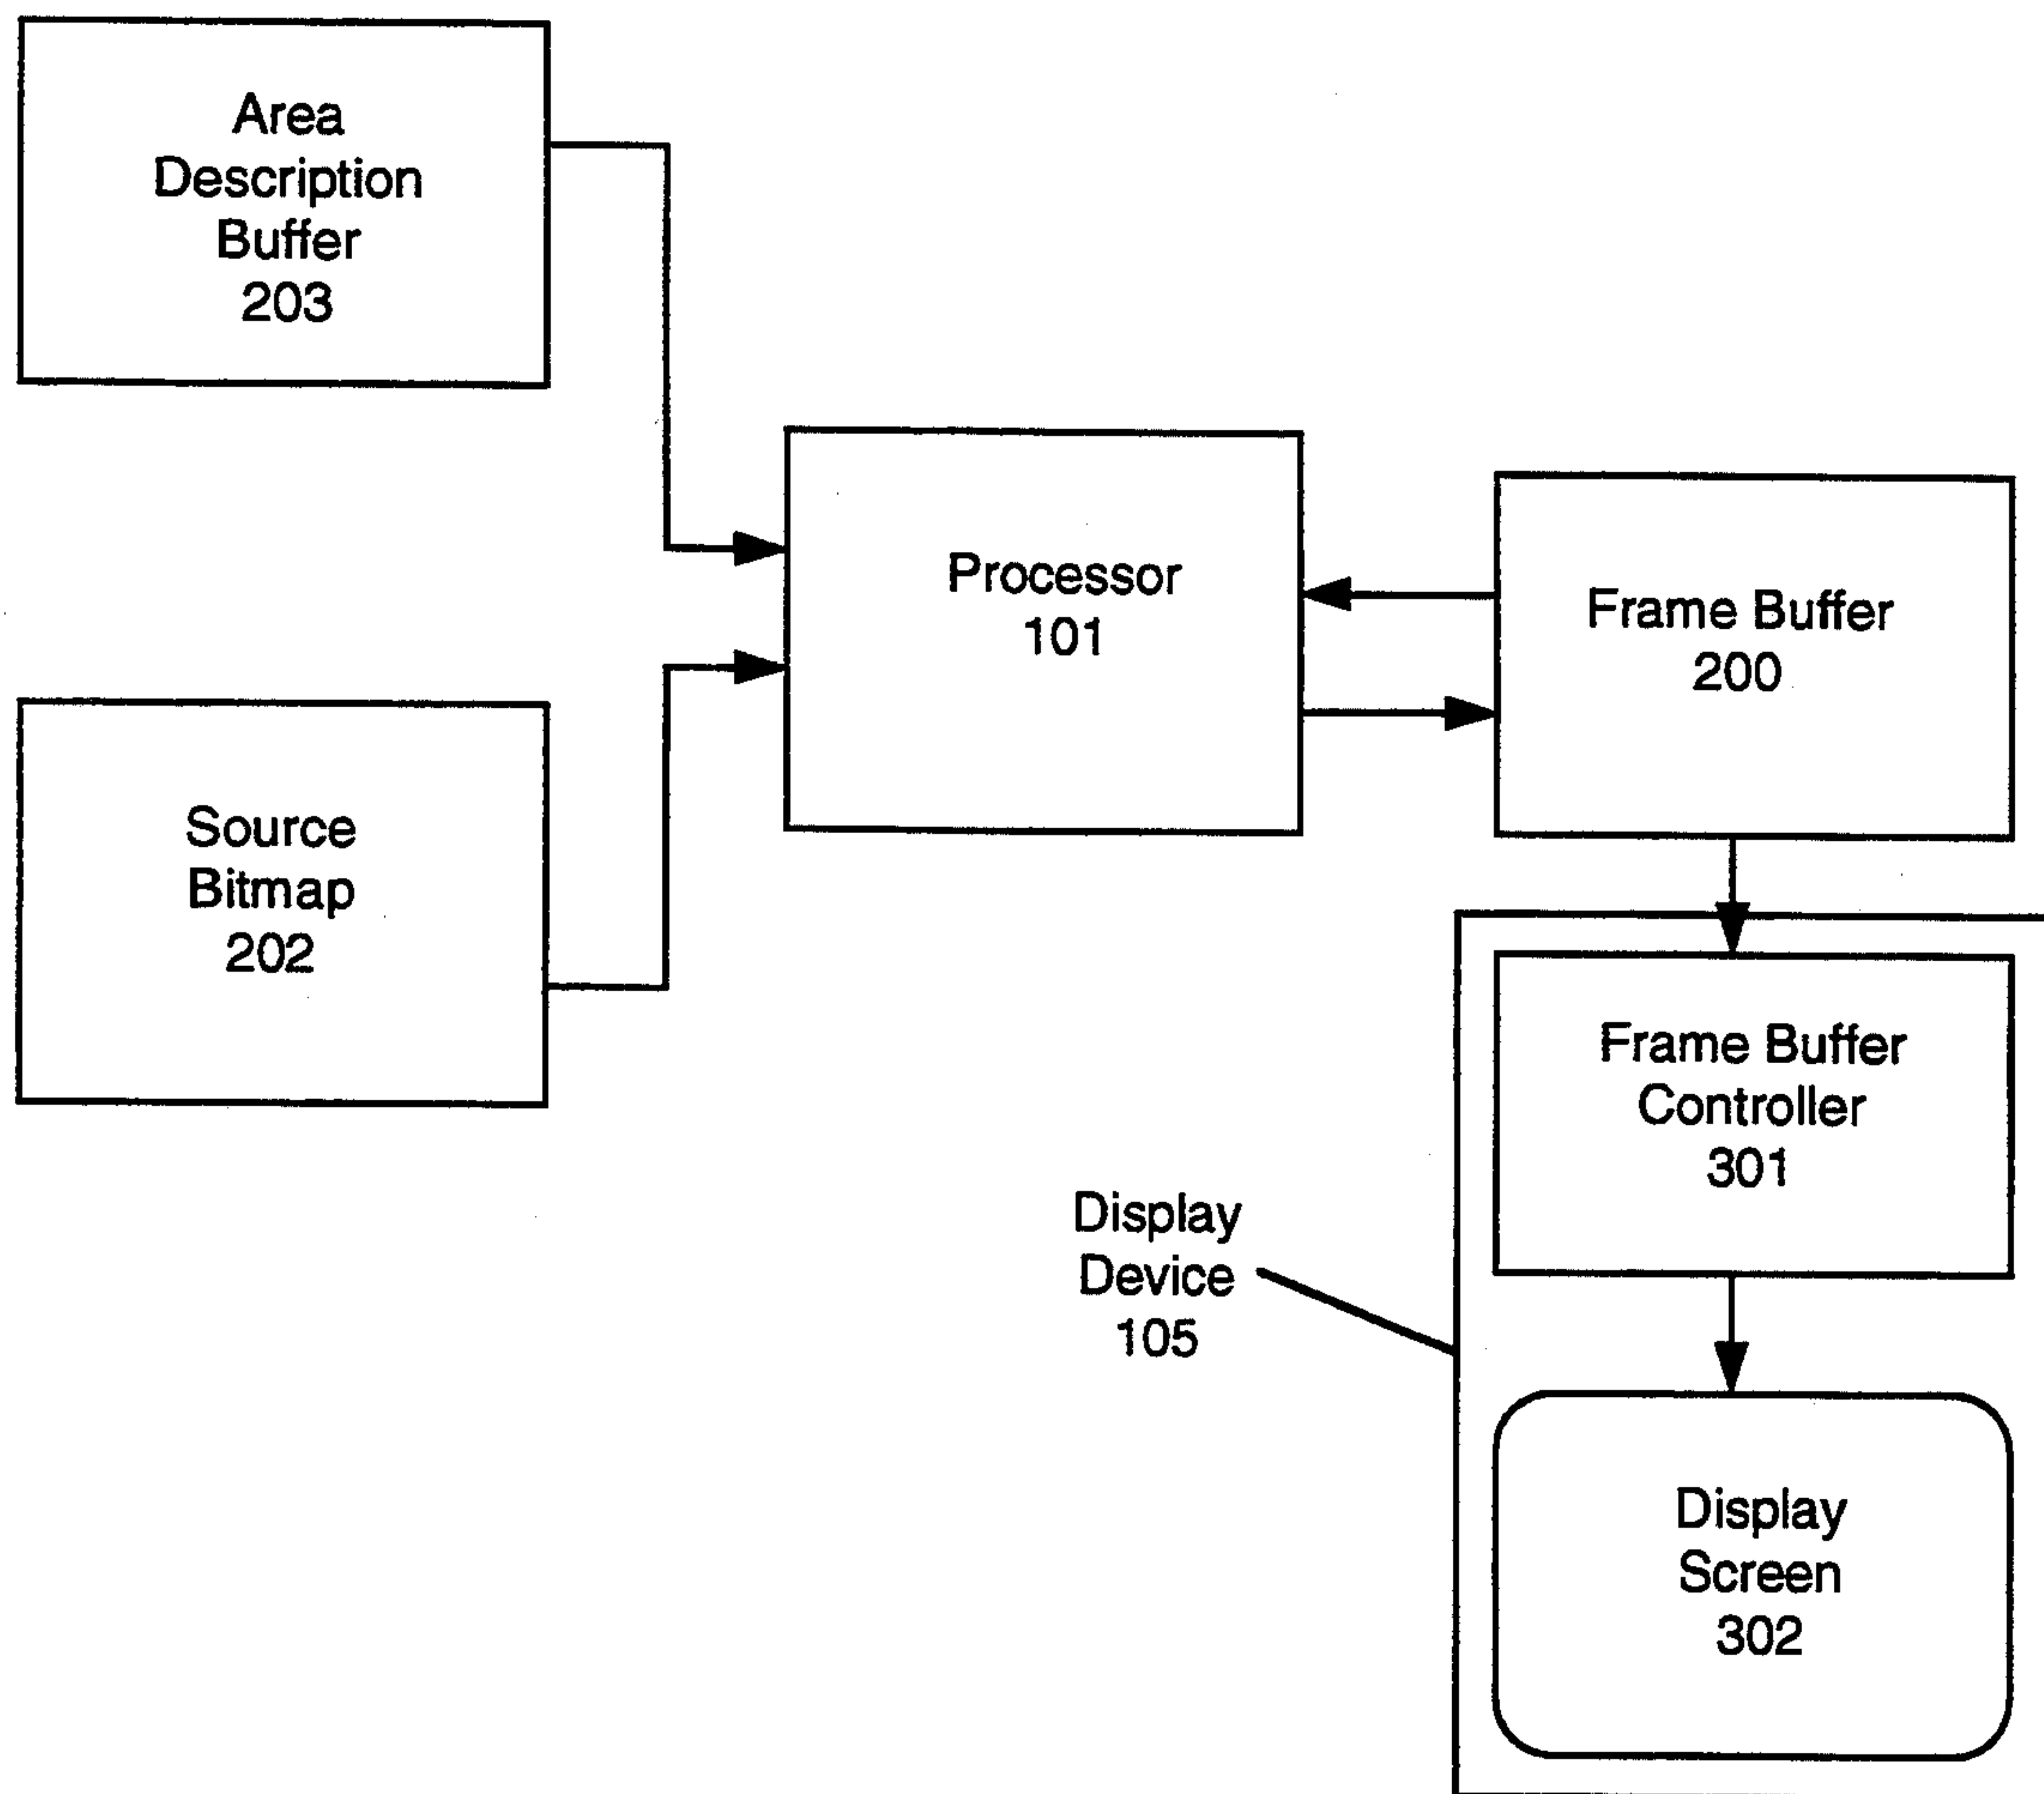 Area
Description
Buffer
203
Processor
101
Frame Buffer
200
Source
Bitmap
202
Frame Buffer
Controller
301
Display
Device
105
Display
Screen
302